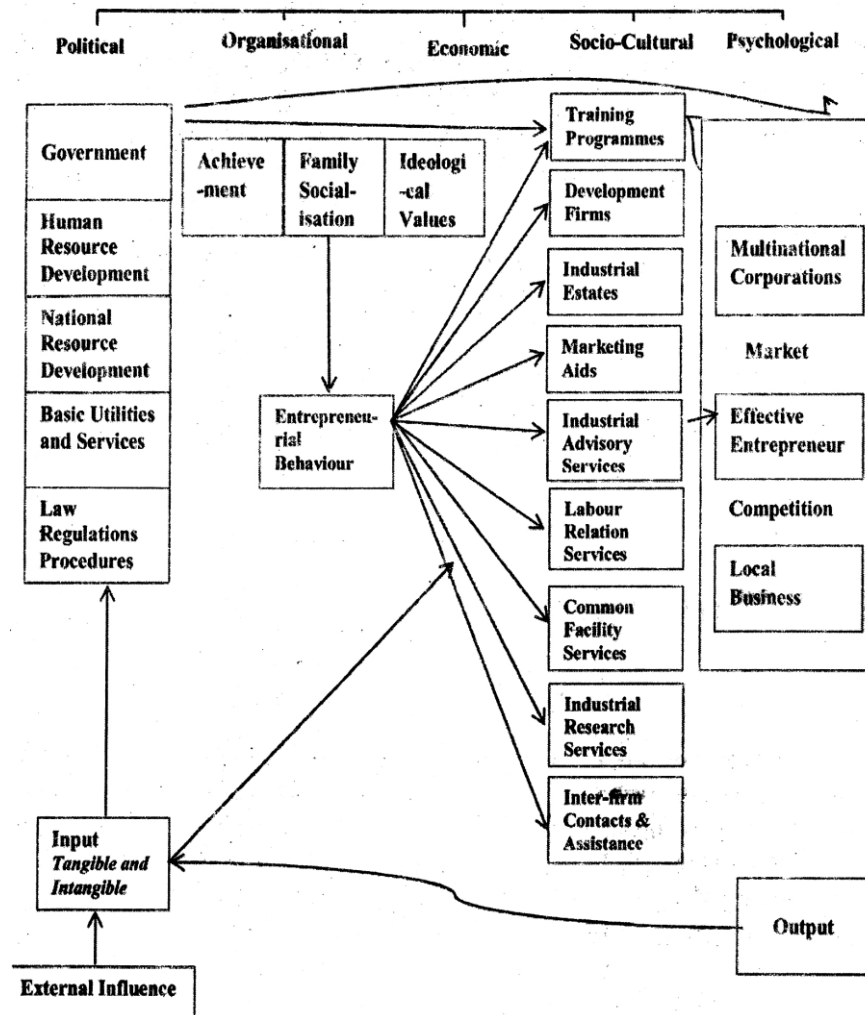 Political
Organisational
Economic
Socio-Cultural
Psychological
Government
Human
Resource
Development
National
Resource
Development
Basic Utilities
and Services
Law
Regulations
Procedures
Achieve
-ment
Family
Social-
isation
Ideologi
-cal
Values
Entrepreneu-
rial
Behaviour
Training
Programmes
Development
Firms
Industrial
Estates
Marketing
Aids
Industrial
Advisory
Services
Labour
Relation
Services
Common
Facility
Services
Industrial
Research
Services
Inter-firm
Contacts &
Assistance
Multinational
Corporations
Market
Effective
Entrepreneur
Competition
Local
Business
Input
Tangible and
Intangible
External Influence
Output